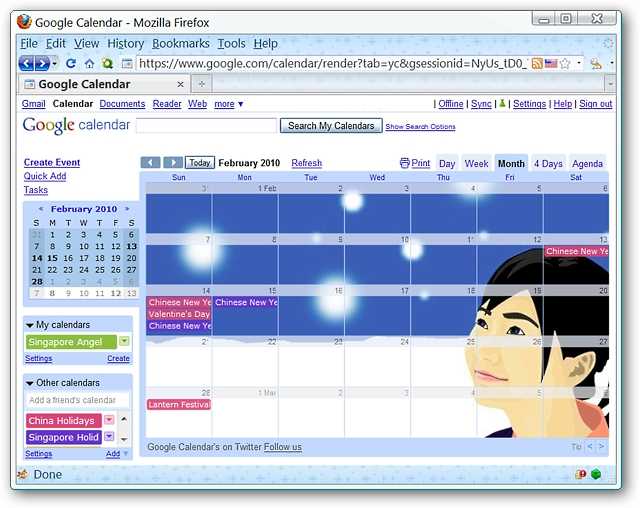 Google Calendar - Mozilla Firefox
File Edit View History Bookmarks Tools Help
https://www.google.com/calendar/render?tab=yc&gsessionid=NyUs_tD0_
Google Calendar
Gmail Calendar Documents Reader Web more ▼ | Offline | Sync | | Settings | Help | Sign out
Google calendar Search My Calendars Show Search Options
Create Event
Quick Add
Tasks
Today February 2010 Refresh Print Day Week Month 4 Days Agenda
« February 2010 »
S M T W T F S
31 1 2 3 4 5 6
7 8 9 10 11 12 13
14 15 16 17 18 19 20
21 22 23 24 25 26 27
28 1 2 3 4 5 6
7 8 9 10 11 12 13
My calendars
Singapore Angel
Settings Create
Other calendars
Add a friend's calendar
China Holidays
Singapore Holid
Settings Add ▼
Sun Mon Tue Wed Thu Fri Sat
31 1 Feb 2 3 4 5 6
7 8 9 10 11 12 13
Chinese New Ye
14 15 16 17 18 19 20
Chinese New Ye Chinese New Ye
Valentine's Day
Chinese New Ye
21 22 23 24 25 26 27
28 1 Mar 2 3 4 5 6
Lantern Festival
Google Calendar's on Twitter Follow us Tip < >
Done